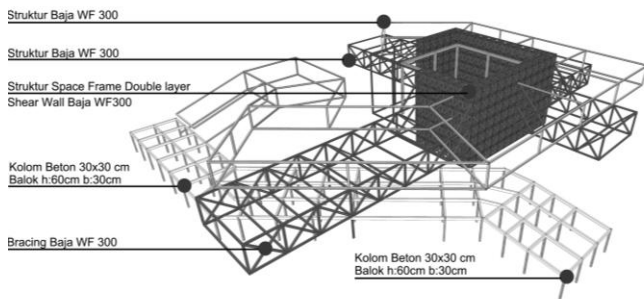 Struktur Baja WF 300
Struktur Baja WF 300
Struktur Space Frame Double layer
Shear Wall Baja WF300
Kolom Beton 30x30 cm
Balok h:60cm b:30cm
Bracing Baja WF 300
Kolom Beton 30x30 cm
Balok h:60cm b:30cm